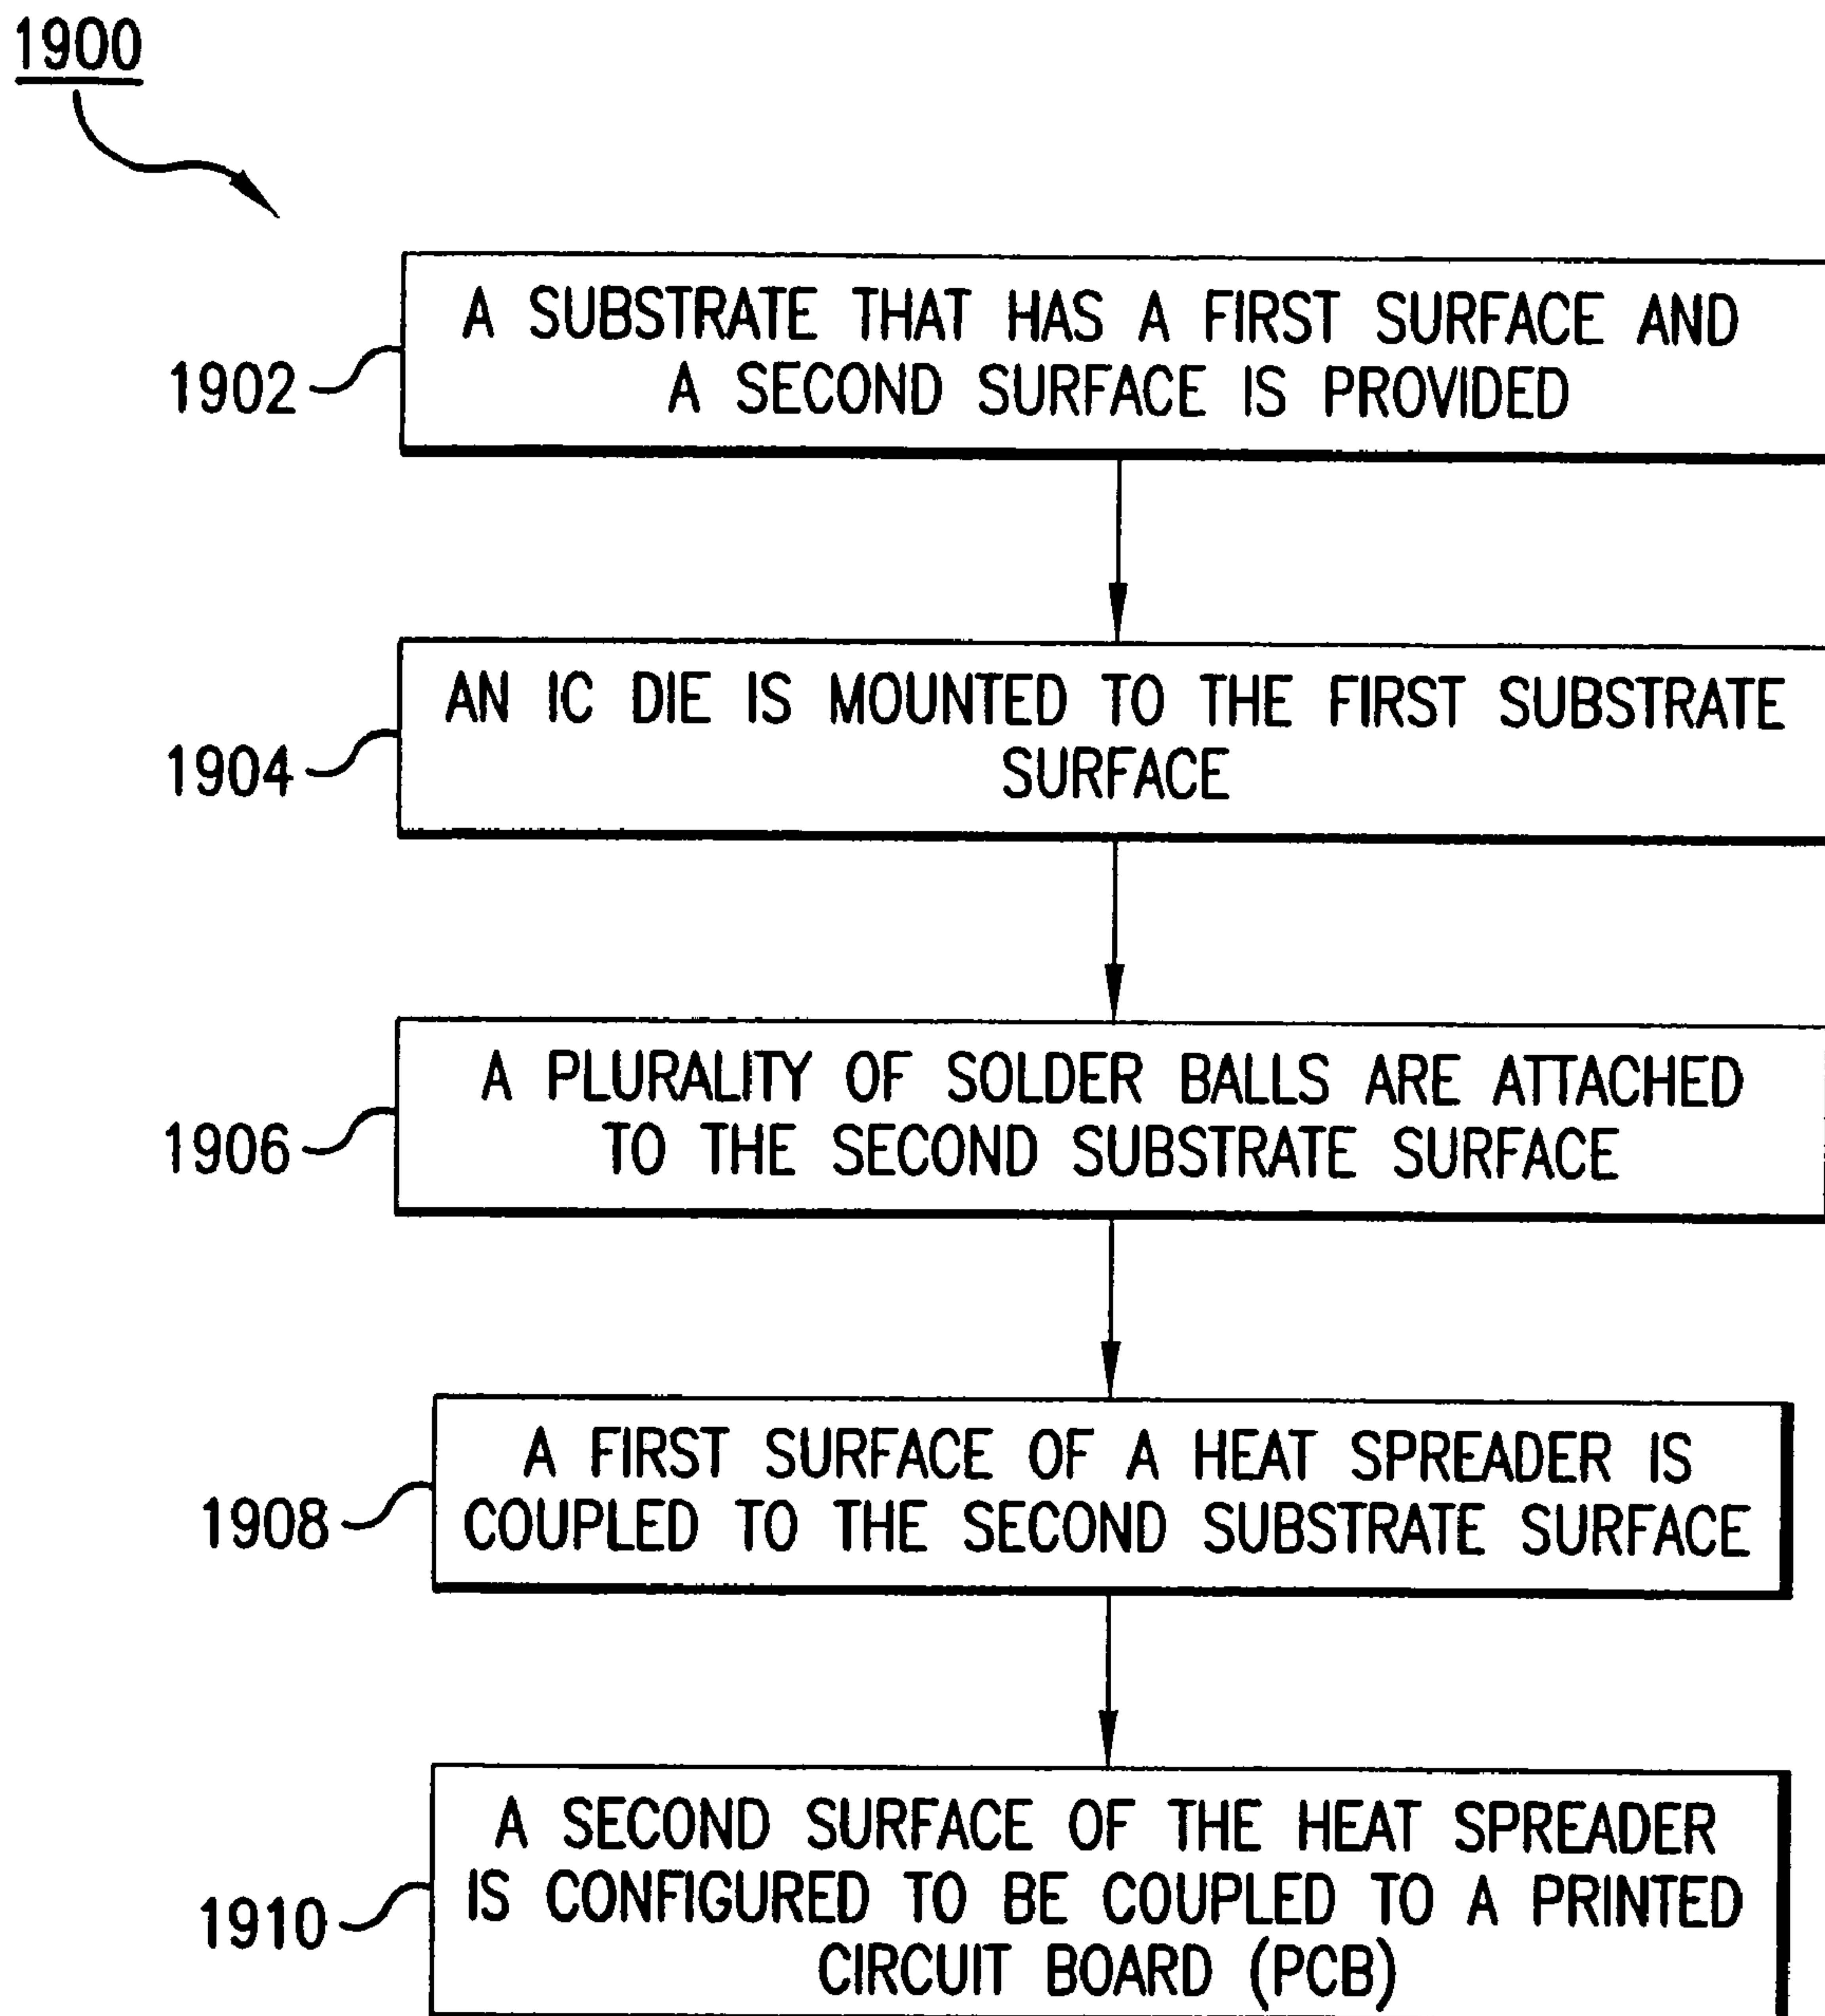 1900
A SUBSTRATE THAT HAS A FIRST SURFACE AND
A SECOND SURFACE IS PROVIDED
1902
AN IC DIE IS MOUNTED TO THE FIRST SUBSTRATE
SURFACE
1904
A PLURALITY OF SOLDER BALLS ARE ATTACHED
TO THE SECOND SUBSTRATE SURFACE
1906
A FIRST SURFACE OF A HEAT SPREADER IS
COUPLED TO THE SECOND SUBSTRATE SURFACE
1908
A SECOND SURFACE OF THE HEAT SPREADER
IS CONFIGURED TO BE COUPLED TO A PRINTED
CIRCUIT BOARD (PCB)
1910